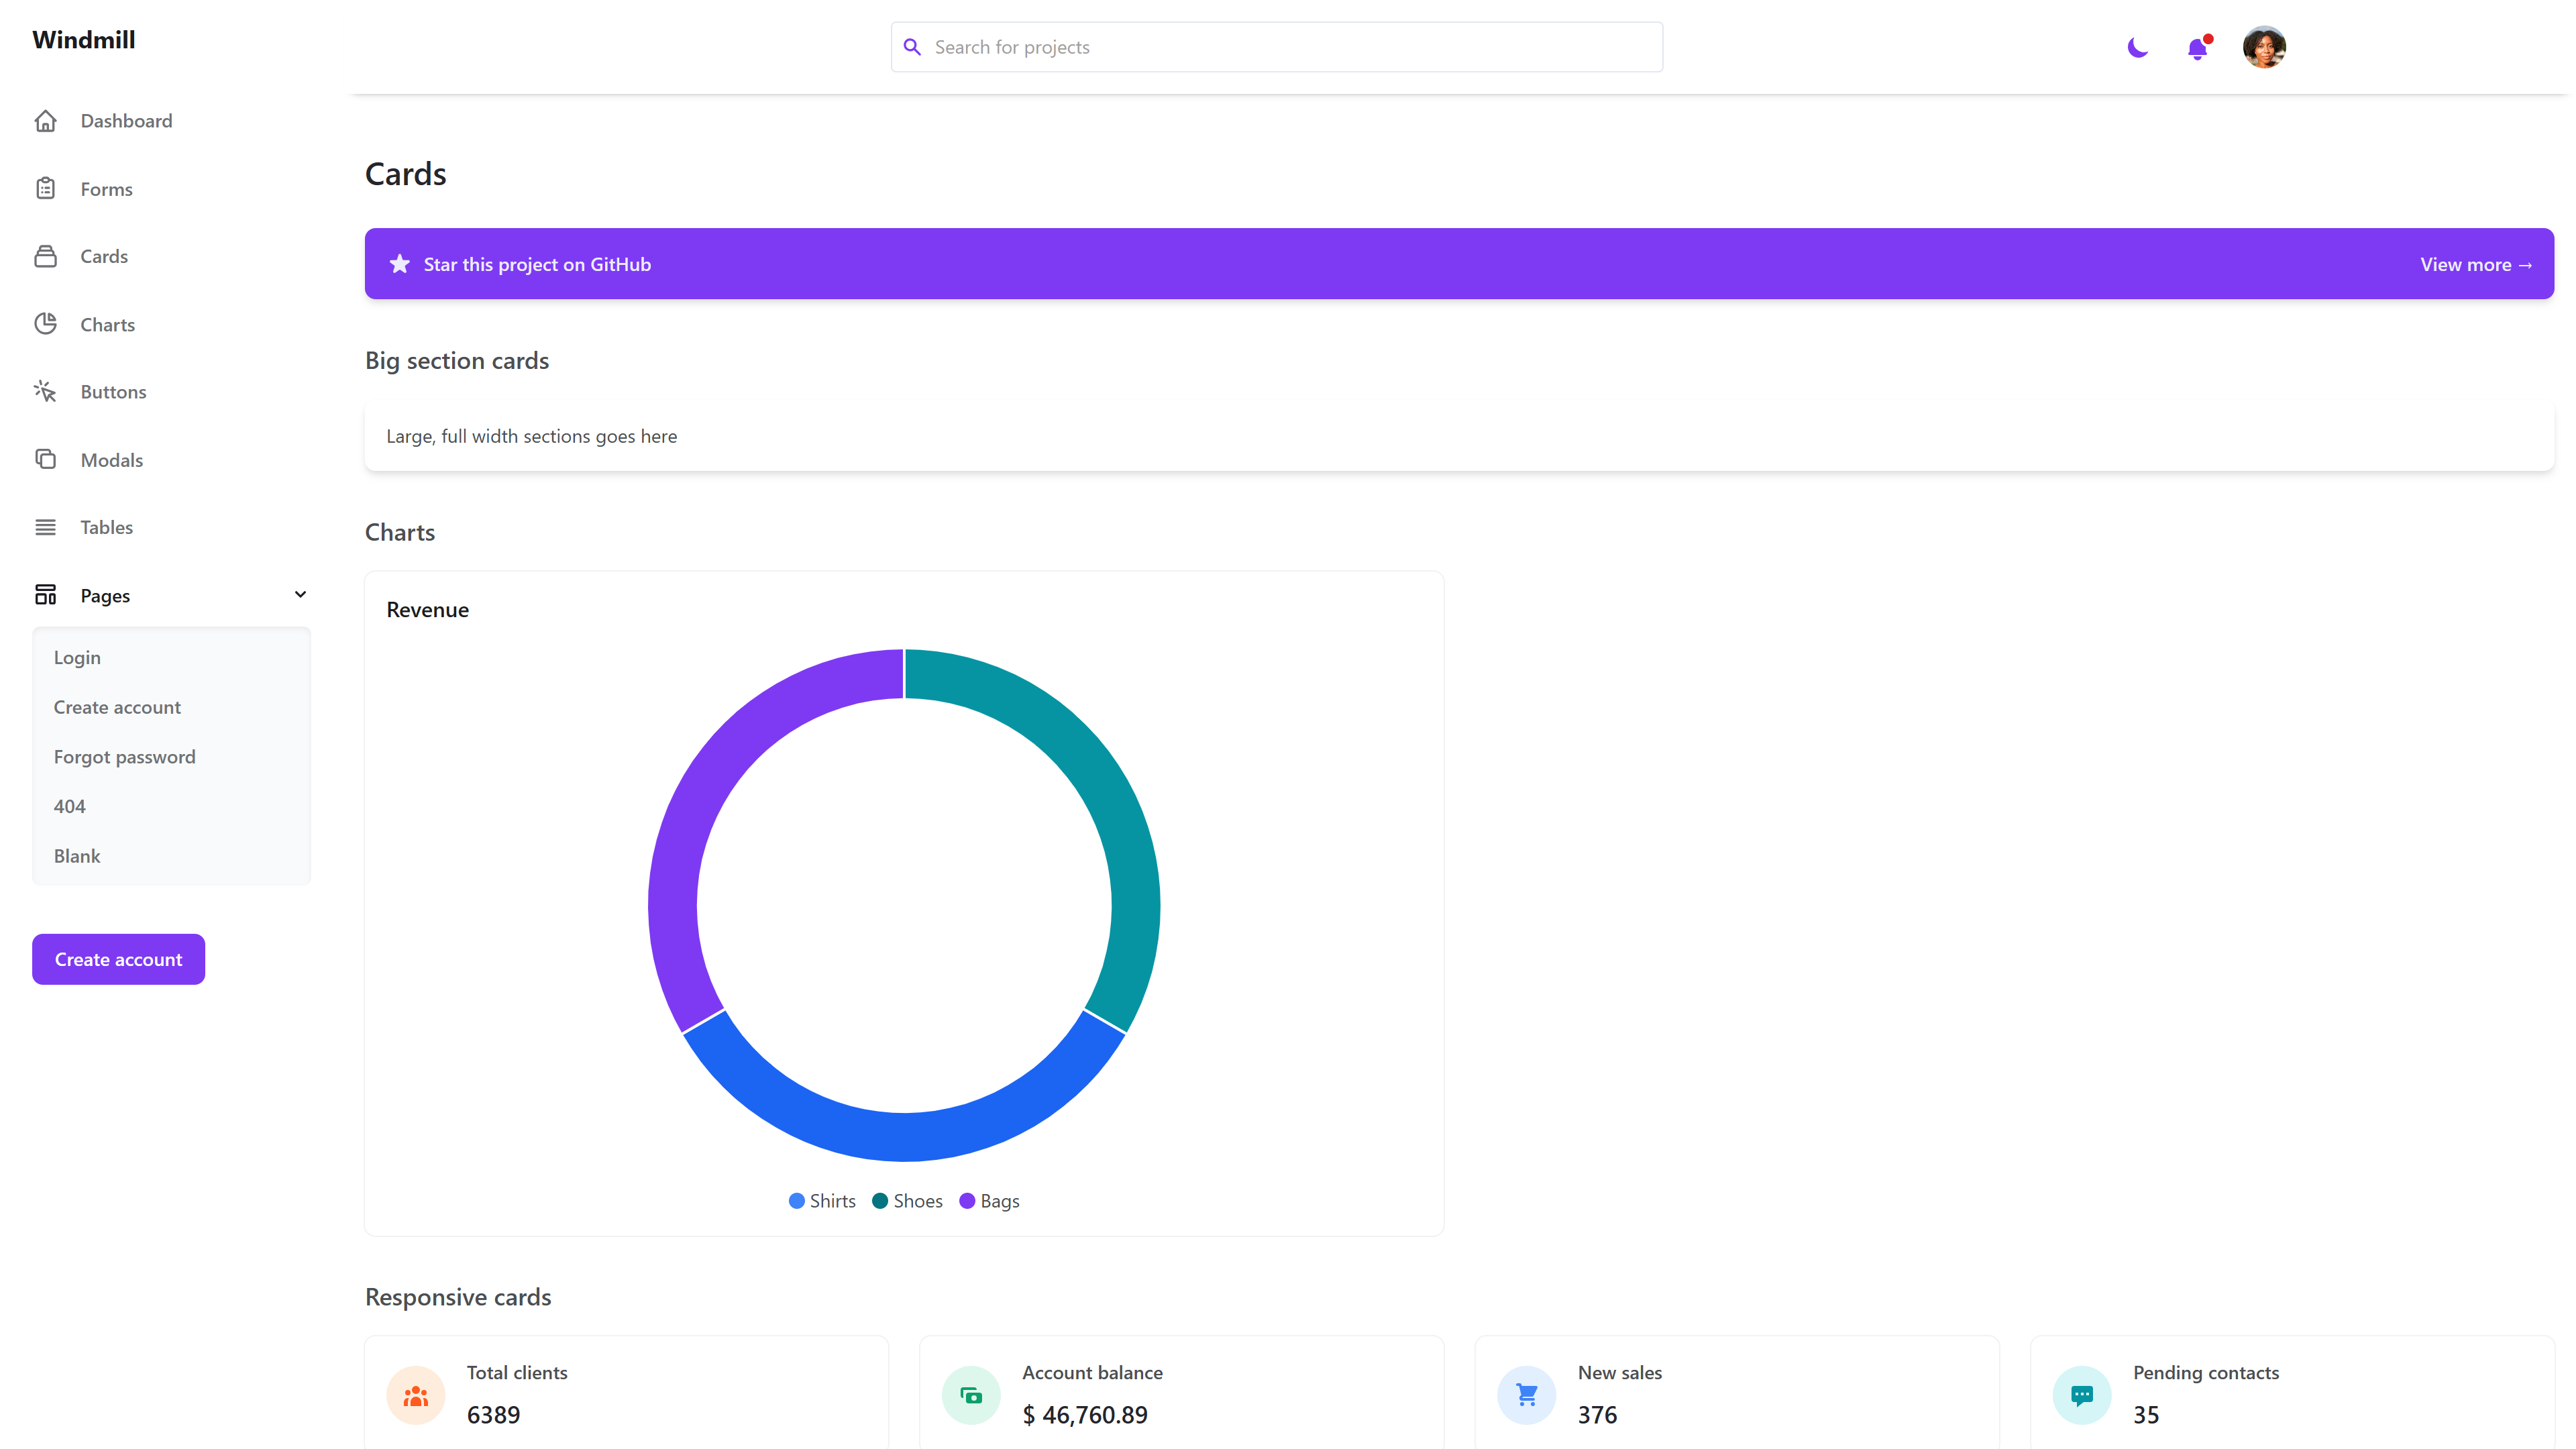 Windmill
Search for projects
Dashboard
Forms
Cards
Charts
Buttons
Modals
Tables
Pages
Login
Create account
Forgot password
404
Blank
Create account
Cards
Star this project on GitHub
View more →
Big section cards
Large, full width sections goes here
Charts
Revenue
Shirts Shoes Bags
Responsive cards
Total clients
6389
Account balance
$ 46,760.89
New sales
376
Pending contacts
35